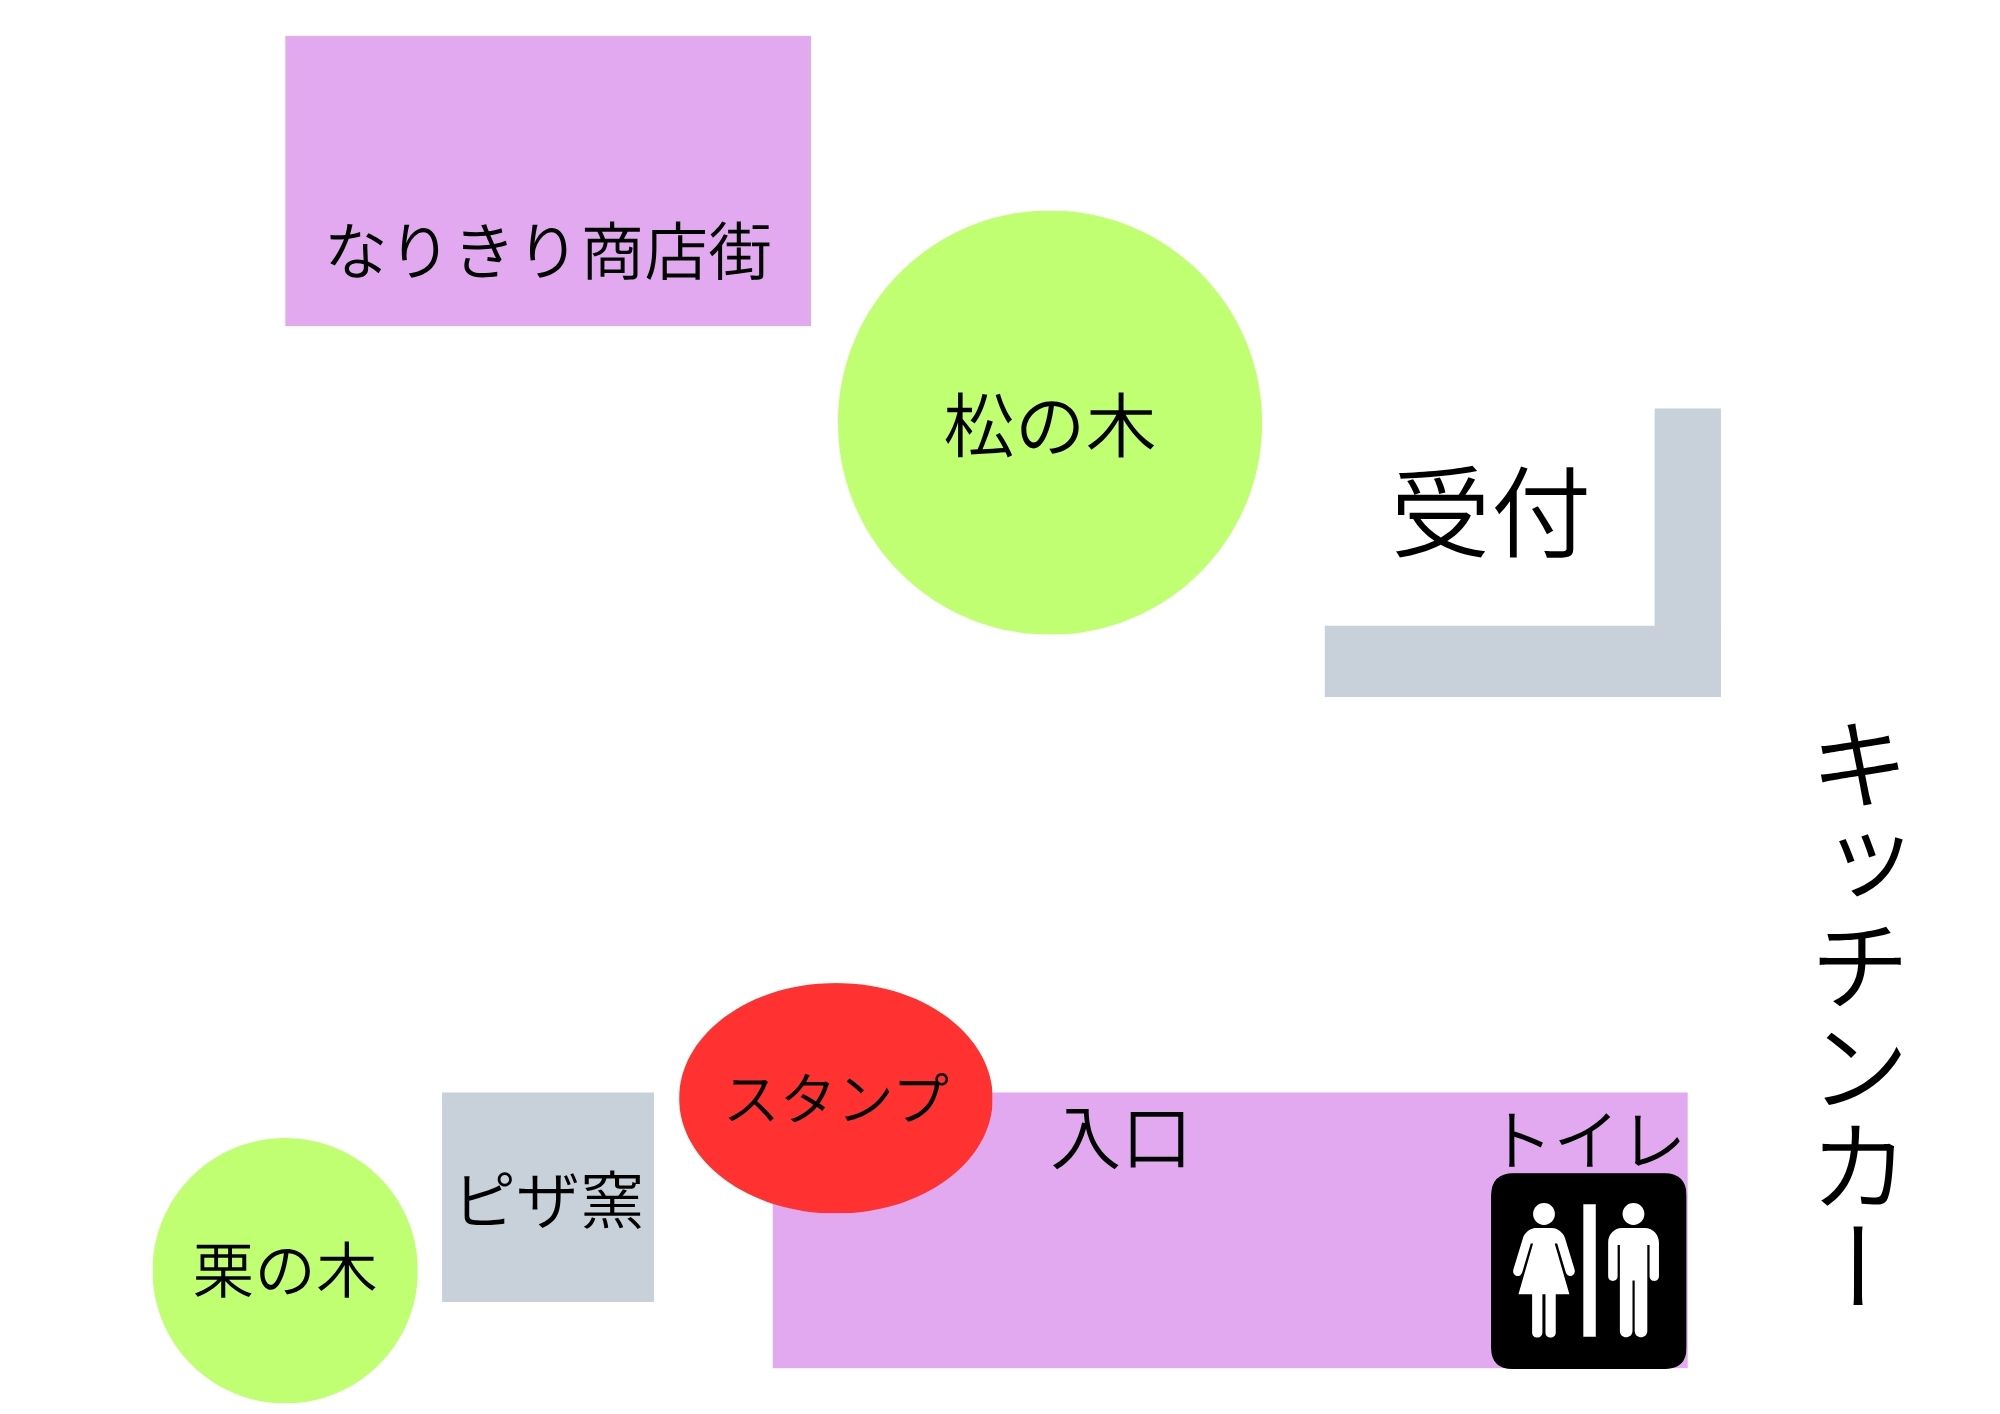 なりきり商店街
松の木
受付
キッチンカー
スタンプ
入口
トイレ
ピザ窯
栗の木